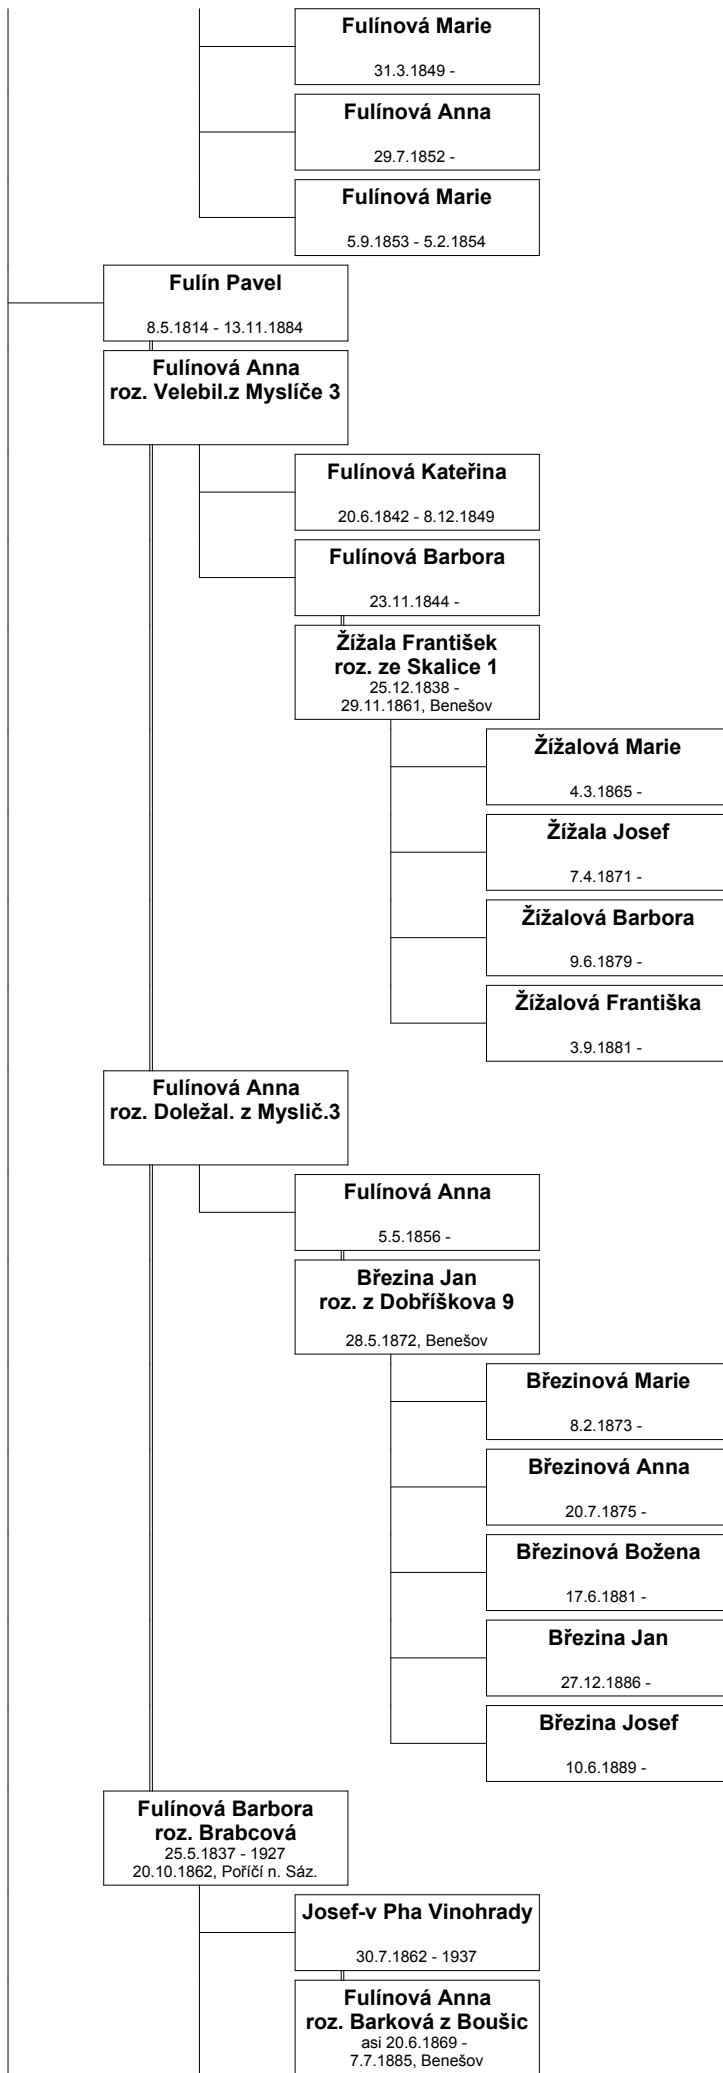 Fulínová Marie
31.3.1849 -
Fulínová Anna
29.7.1852 -
Fulínová Marie
5.9.1853 - 5.2.1854
Fulín Pavel
8.5.1814 - 13.11.1884
Fulínová Anna
roz. Velebil.z Myslíče 3
Fulínová Kateřina
20.6.1842 - 8.12.1849
Fulínová Barbora
23.11.1844 -
Žížala František
roz. ze Skalice 1
25.12.1838 -
29.11.1861, Benešov
Žížalová Marie
4.3.1865 -
Žížala Josef
7.4.1871 -
Žížalová Barbora
9.6.1879 -
Žížalová Františka
3.9.1881 -
Fulínová Anna
roz. Doležal. z Myslič.3
Fulínová Anna
5.5.1856 -
Březina Jan
roz. z Dobříškova 9
28.5.1872, Benešov
Březinová Marie
8.2.1873 -
Březinová Anna
20.7.1875 -
Březinová Božena
17.6.1881 -
Březina Jan
27.12.1886 -
Březina Josef
10.6.1889 -
Fulínová Barbora
roz. Brabcová
25.5.1837 - 1927
20.10.1862, Poříčí n. Sáz.
Josef-v Pha Vinohrady
30.7.1862 - 1937
Fulínová Anna
roz. Barková z Boušic
asi 20.6.1869 -
7.7.1885, Benešov